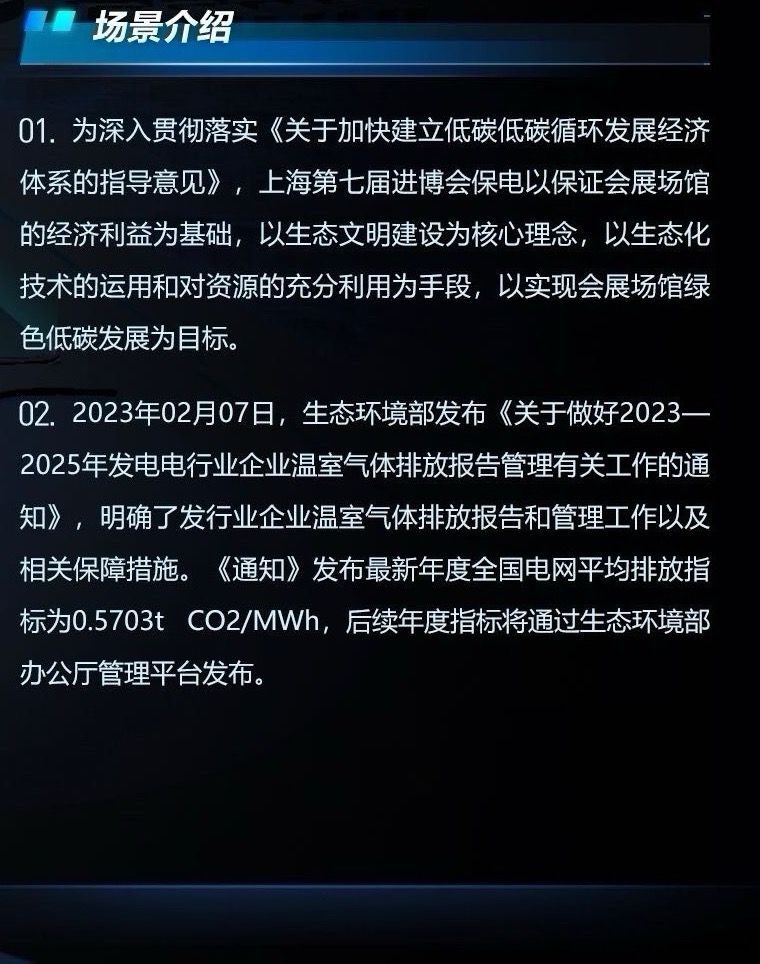 场景介绍
01. 为深入贯彻落实《关于加快建立低碳低碳循环发展经济
体系的指导意见》，上海第七届进博会保电以保证会展场馆
的经济利益为基础，以生态文明建设为核心理念，以生态化
技术的运用和对资源的充分利用为手段，以实现会展场馆绿
色低碳发展为目标。
02. 2023年02月07日，生态环境部发布《关于做好2023—
2025年发电电行业企业温室气体排放报告管理有关工作的通
知》，明确了发行业企业温室气体排放报告和管理工作以及
相关保障措施。《通知》发布最新年度全国电网平均排放指
标为0.5703t CO2/MWh，后续年度指标将通过生态环境部
办公厅管理平台发布。